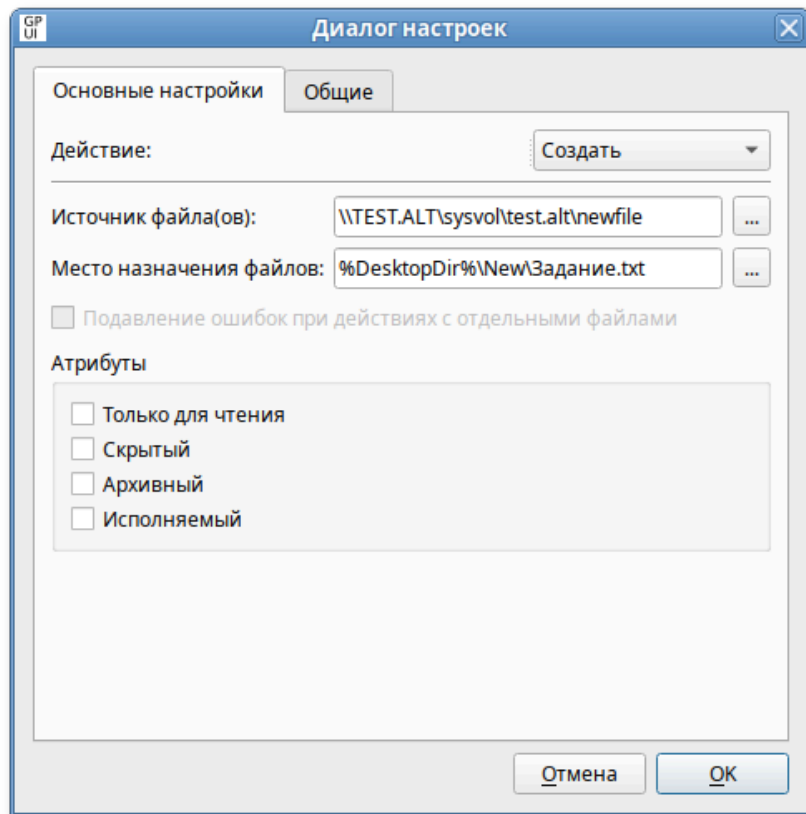 GP
UI
Диалог настроек
Основные настройки
Общие
Действие:
Создать
Источник файла(ов):
\\TEST.ALT\sysvol\test.alt\newfile
...
Место назначения файлов:
%DesktopDir%\New\Задание.txt
...
Подавление ошибок при действиях с отдельными файлами
Атрибуты
Только для чтения
Скрытый
Архивный
Исполняемый
Отмена
OK